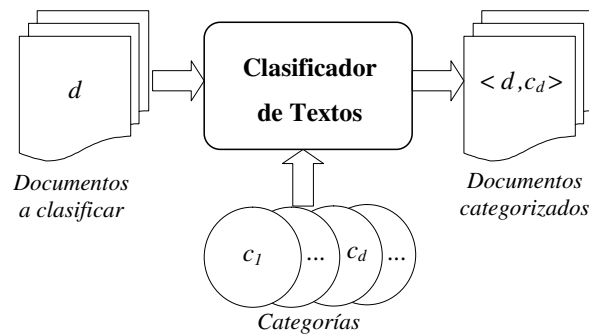 d
Documentos
a clasificar
Clasificador
de Textos
< d ,c_d >
Documentos
categorizados
c_1
...
c_d
...
Categorías